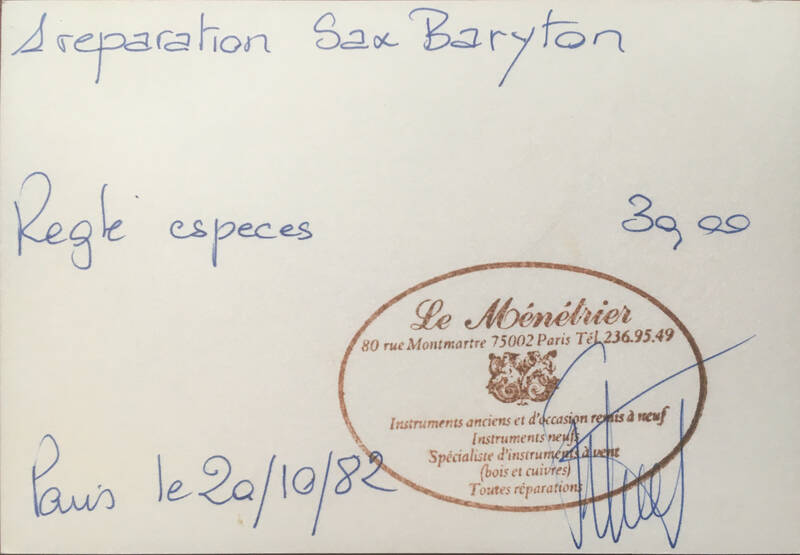 1 reparation Sax Baryton
Reglé especes 30,00
Le Ménétrier
80 rue Montmartre 75002 Paris Tél. 236.95.49
Instruments anciens et d'occasion remis à neuf
Instruments neufs
Spécialiste d'instruments à vent
(bois et cuivres)
Toutes réparations
Paris le 20/10/82